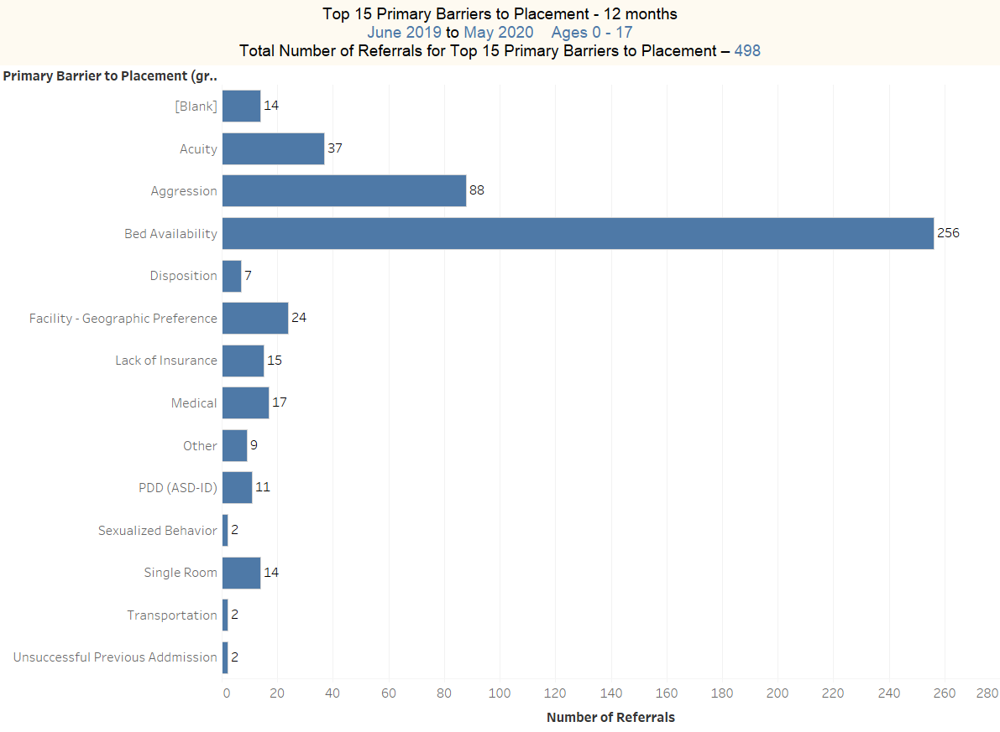 Top 15 Primary Barriers to Placement - 12 months
June 2019 to May 2020 Ages 0 - 17
Total Number of Referrals for Top 15 Primary Barriers to Placement – 498
Primary Barrier to Placement (gr..
[Blank] 14
Acuity 37
Aggression 88
Bed Availability 256
Disposition 7
Facility - Geographic Preference 24
Lack of Insurance 15
Medical 17
Other 9
PDD (ASD-ID) 11
Sexualized Behavior 2
Single Room 14
Transportation 2
Unsuccessful Previous Addmission 2
0 20 40 60 80 100 120 140 160 180 200 220 240 260 280
Number of Referrals